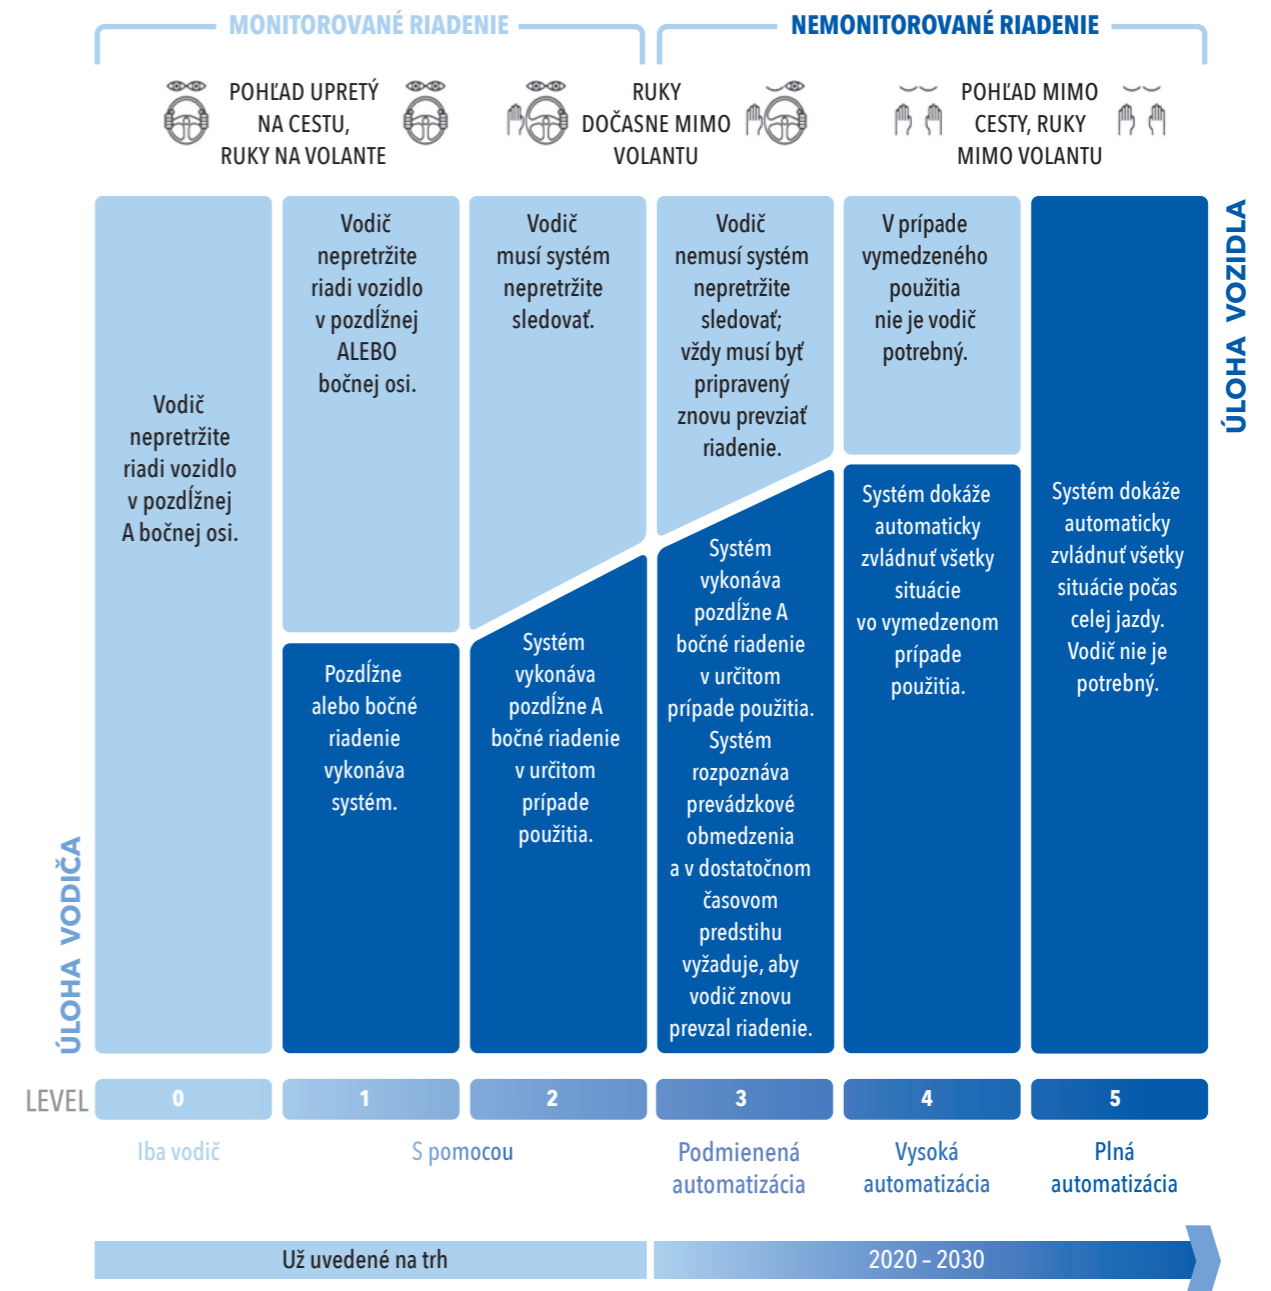 MONITOROVANÉ RIADENIE
NEMONITOROVANÉ RIADENIE
POHĽAD UPRETÝ
NA CESTU,
RUKY NA VOLANTE
RUKY
DOČASNE MIMO
VOLANTU
POHĽAD MIMO
CESTY, RUKY
MIMO VOLANTU
ÚLOHA VODIČA
ÚLOHA VOZIDLA
Vodič
nepretržite
riadi vozidlo
v pozdĺžnej
A bočnej osi.
Vodič
nepretržite
riadi vozidlo
v pozdĺžnej
ALEBO
bočnej osi.
Pozdĺžne
alebo bočné
riadenie
vykonáva
systém.
Vodič
musí systém
nepretržite
sledovať.
Systém
vykonáva
pozdĺžne A
bočné riadenie
v určitom
prípade
použitia.
Vodič
nemusí systém
nepretržite
sledovať;
vždy musí byť
pripravený
znovu prevziať
riadenie.
Systém
vykonáva
pozdĺžne A
bočné riadenie
v určitom
prípade použitia.
Systém
rozpoznáva
prevádzkové
obmedzenia
a v dostatočnom
časovom
predstihu
vyžaduje, aby
vodič znovu
prevzal riadenie.
V prípade
vymedzeného
použitia
nie je vodič
potrebný.
Systém dokáže
automaticky
zvládnuť všetky
situácie
vo vymedzenom
prípade
použitia.
Systém dokáže
automaticky
zvládnuť všetky
situácie počas
celej jazdy.
Vodič nie je
potrebný.
LEVEL 0 1 2 3 4 5
Iba vodič
S pomocou
Podmienená
automatizácia
Vysoká
automatizácia
Plná
automatizácia
Už uvedené na trh
2020 – 2030